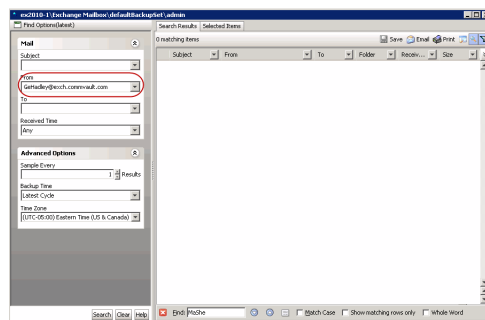 ex2010-1\Exchange Mailbox\defaultBackupSet\admin
Find Options(latest)
Search Results Selected Items
Mail
0 matching items
Save Email Print
Subject
Subject From To Folder Receiv... Size
From
GeHadley@exch.commvault.com
To
Received Time
Any
Advanced Options
Sample Every
1 Results
Backup Time
Latest Cycle
Time Zone
(UTC-05:00) Eastern Time (US & Canada)
Search Clear Help
Find: MaShe Match Case Show matching rows only Whole Word